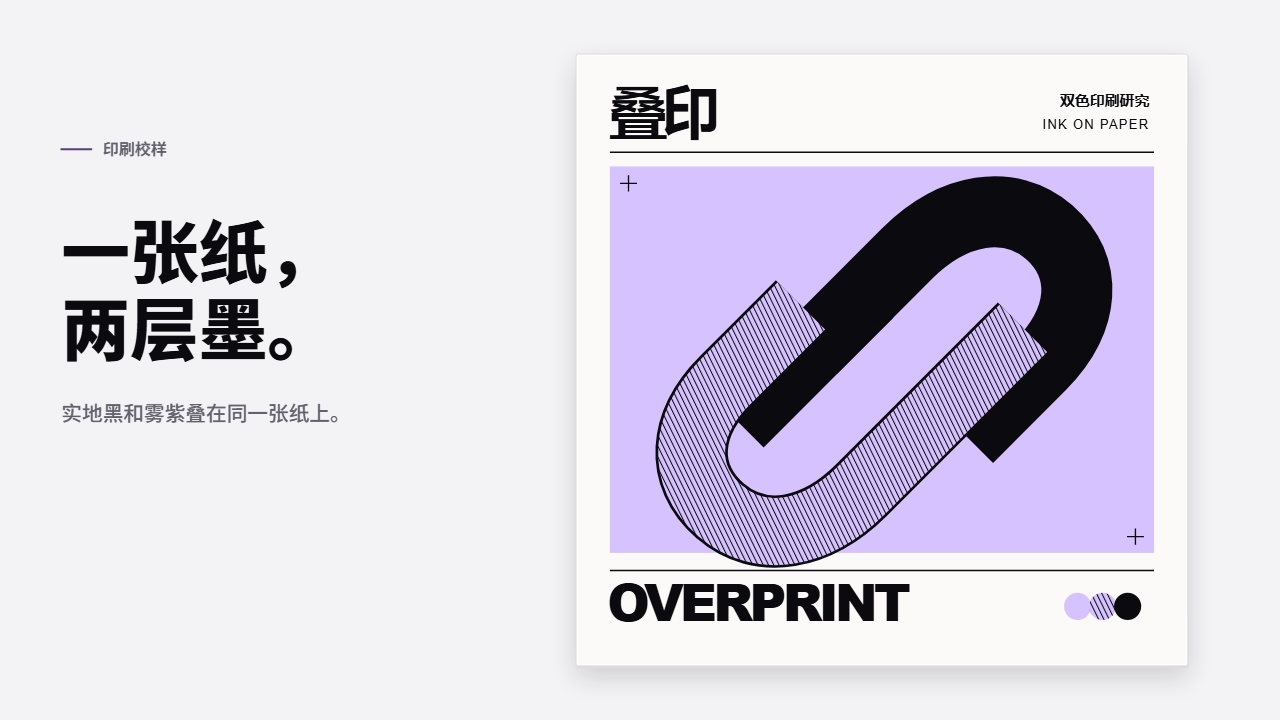 印刷校样
一张纸，
两层墨。
实地黑和雾紫叠在同一张纸上。
叠印
双色印刷研究
INK ON PAPER
OVERPRINT